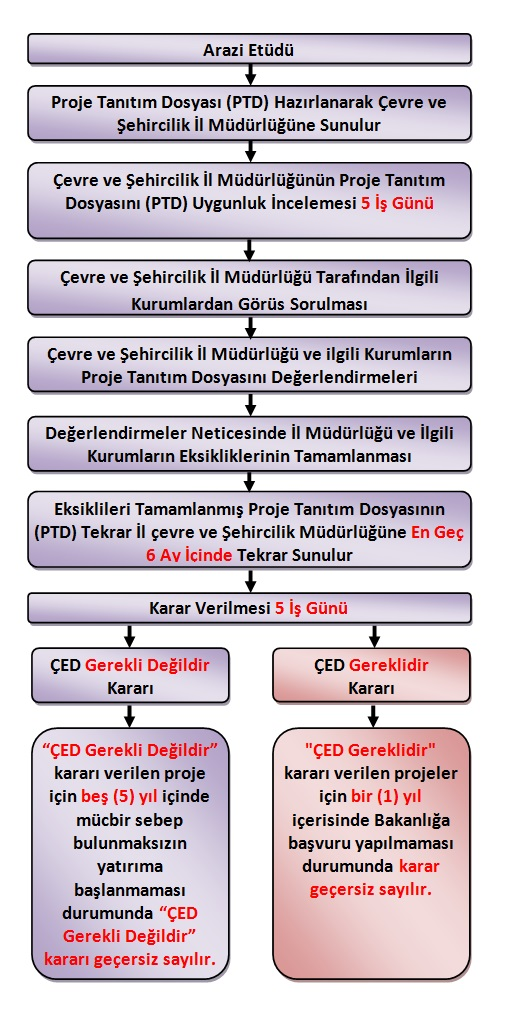 Arazi Etüdü
Proje Tanıtım Dosyası (PTD) Hazırlanarak Çevre ve
Şehircilik İl Müdürlüğüne Sunulur
Çevre ve Şehircilik İl Müdürlüğünün Proje Tanıtım
Dosyasını (PTD) Uygunluk İncelemesi 5 İş Günü
Çevre ve Şehircilik İl Müdürlüğü Tarafından İlgili
Kurumlardan Görüs Sorulması
Çevre ve Şehircilik İl Müdürlüğü ve ilgili Kurumların
Proje Tanıtım Dosyasını Değerlendirmeleri
Değerlendirmeler Neticesinde İl Müdürlüğü ve İlgili
Kurumların Eksikliklerinin Tamamlanması
Eksiklileri Tamamlanmış Proje Tanıtım Dosyasının
(PTD) Tekrar İl çevre ve Şehircilik Müdürlüğüne En Geç
6 Ay İçinde Tekrar Sunulur
Karar Verilmesi 5 İş Günü
ÇED Gerekli Değildir
Kararı
“ÇED Gerekli Değildir”
kararı verilen proje
için beş (5) yıl içinde
mücbir sebep
bulunmaksızın
yatırıma
başlanmaması
durumunda “ÇED
Gerekli Değildir”
kararı geçersiz sayılır.
ÇED Gereklidir
Kararı
"ÇED Gereklidir"
kararı verilen projeler
için bir (1) yıl
içerisinde Bakanlığa
başvuru yapılmaması
durumunda karar
geçersiz sayılır.